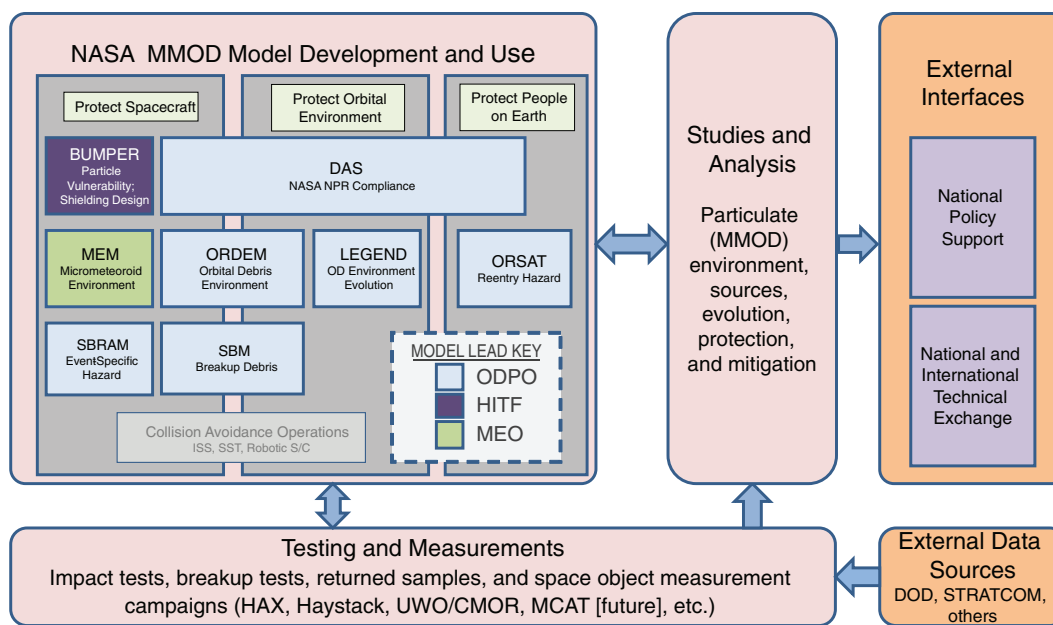 NASA MMOD Model Development and Use
Protect Spacecraft
Protect Orbital
Environment
Protect People
on Earth
BUMPER
Particle
Vulnerability;
Shielding Design
DAS
NASA NPR Compliance
MEM
Micrometeoroid
Environment
ORDEM
Orbital Debris
Environment
LEGEND
OD Environment
Evolution
ORSAT
Reentry Hazard
SBRAM
Event-Specific
Hazard
SBM
Breakup Debris
MODEL LEAD KEY
ODPO
HITF
MEO
Collision Avoidance Operations
ISS, SST, Robotic S/C
Studies and
Analysis
Particulate
(MMOD)
environment,
sources,
evolution,
protection,
and mitigation
External
Interfaces
National
Policy
Support
National and
International
Technical
Exchange
Testing and Measurements
Impact tests, breakup tests, returned samples, and space object measurement
campaigns (HAX, Haystack, UWO/CMOR, MCAT [future], etc.)
External Data
Sources
DOD, STRATCOM,
others